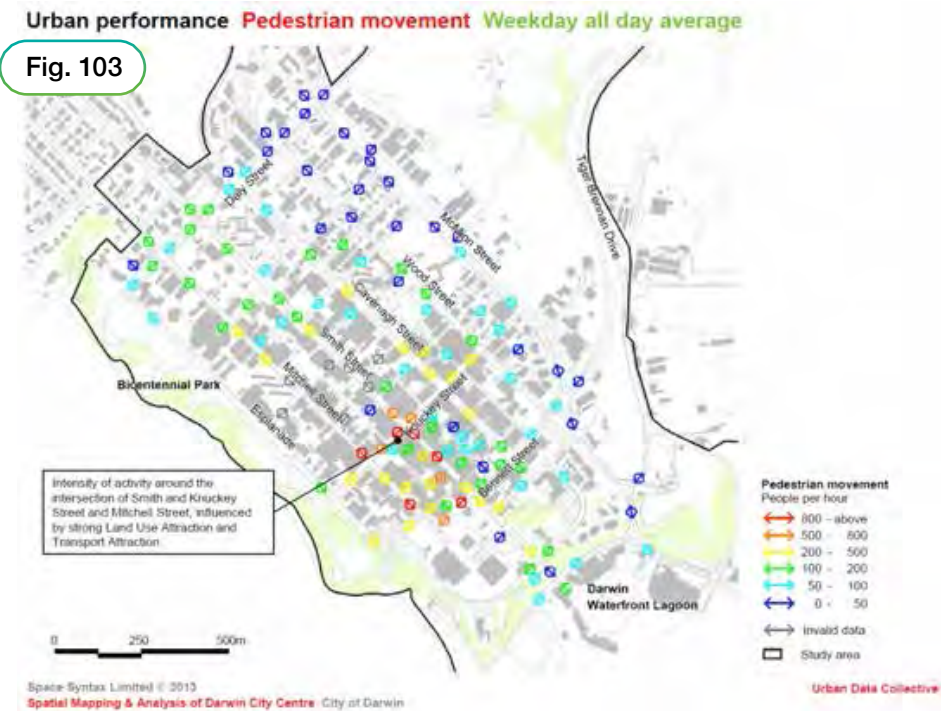 Urban performance Pedestrian movement Weekday all day average
Fig. 103
Daly Street
McMinn Street
Tiger Brennan Drive
Wood Street
Cavenagh Street
Smith Street
Mitchell Street
Bicentennial Park
Esplanade
Knuckey Street
Bennett Street
Intensity of activity around the
intersection of Smith and Knuckey
Street and Mitchell Street, influenced
by strong Land Use Attraction and
Transport Attraction.
Darwin
Waterfront Lagoon
Pedestrian movement
People per hour
800 - above
500 - 800
200 - 500
100 - 200
50 - 100
0 - 50
Invalid data
Study area
0 250 500m
Space Syntax Limited © 2013
Spatial Mapping & Analysis of Darwin City Centre City of Darwin
Urban Data Collective